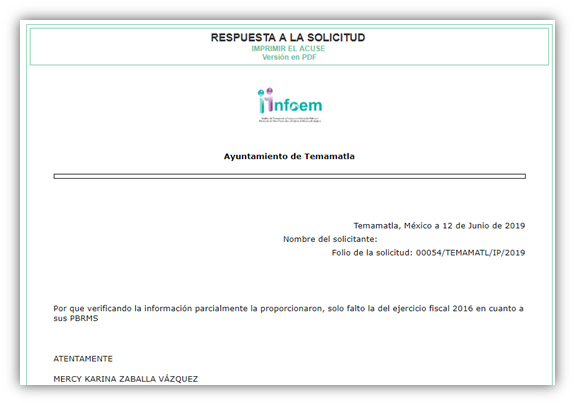 RESPUESTA A LA SOLICITUD
IMPRIMIR EL ACUSE
Versión en PDF
infoem
Ayuntamiento de Temamatla
Temamatla, México a 12 de Junio de 2019
Nombre del solicitante:
Folio de la solicitud: 00054/TEMAMATL/IP/2019
Por que verificando la información parcialmente la proporcionaron, solo falto la del ejercicio fiscal 2016 en cuanto a
sus PBRMS
ATENTAMENTE
MERCY KARINA ZABALLA VÁZQUEZ